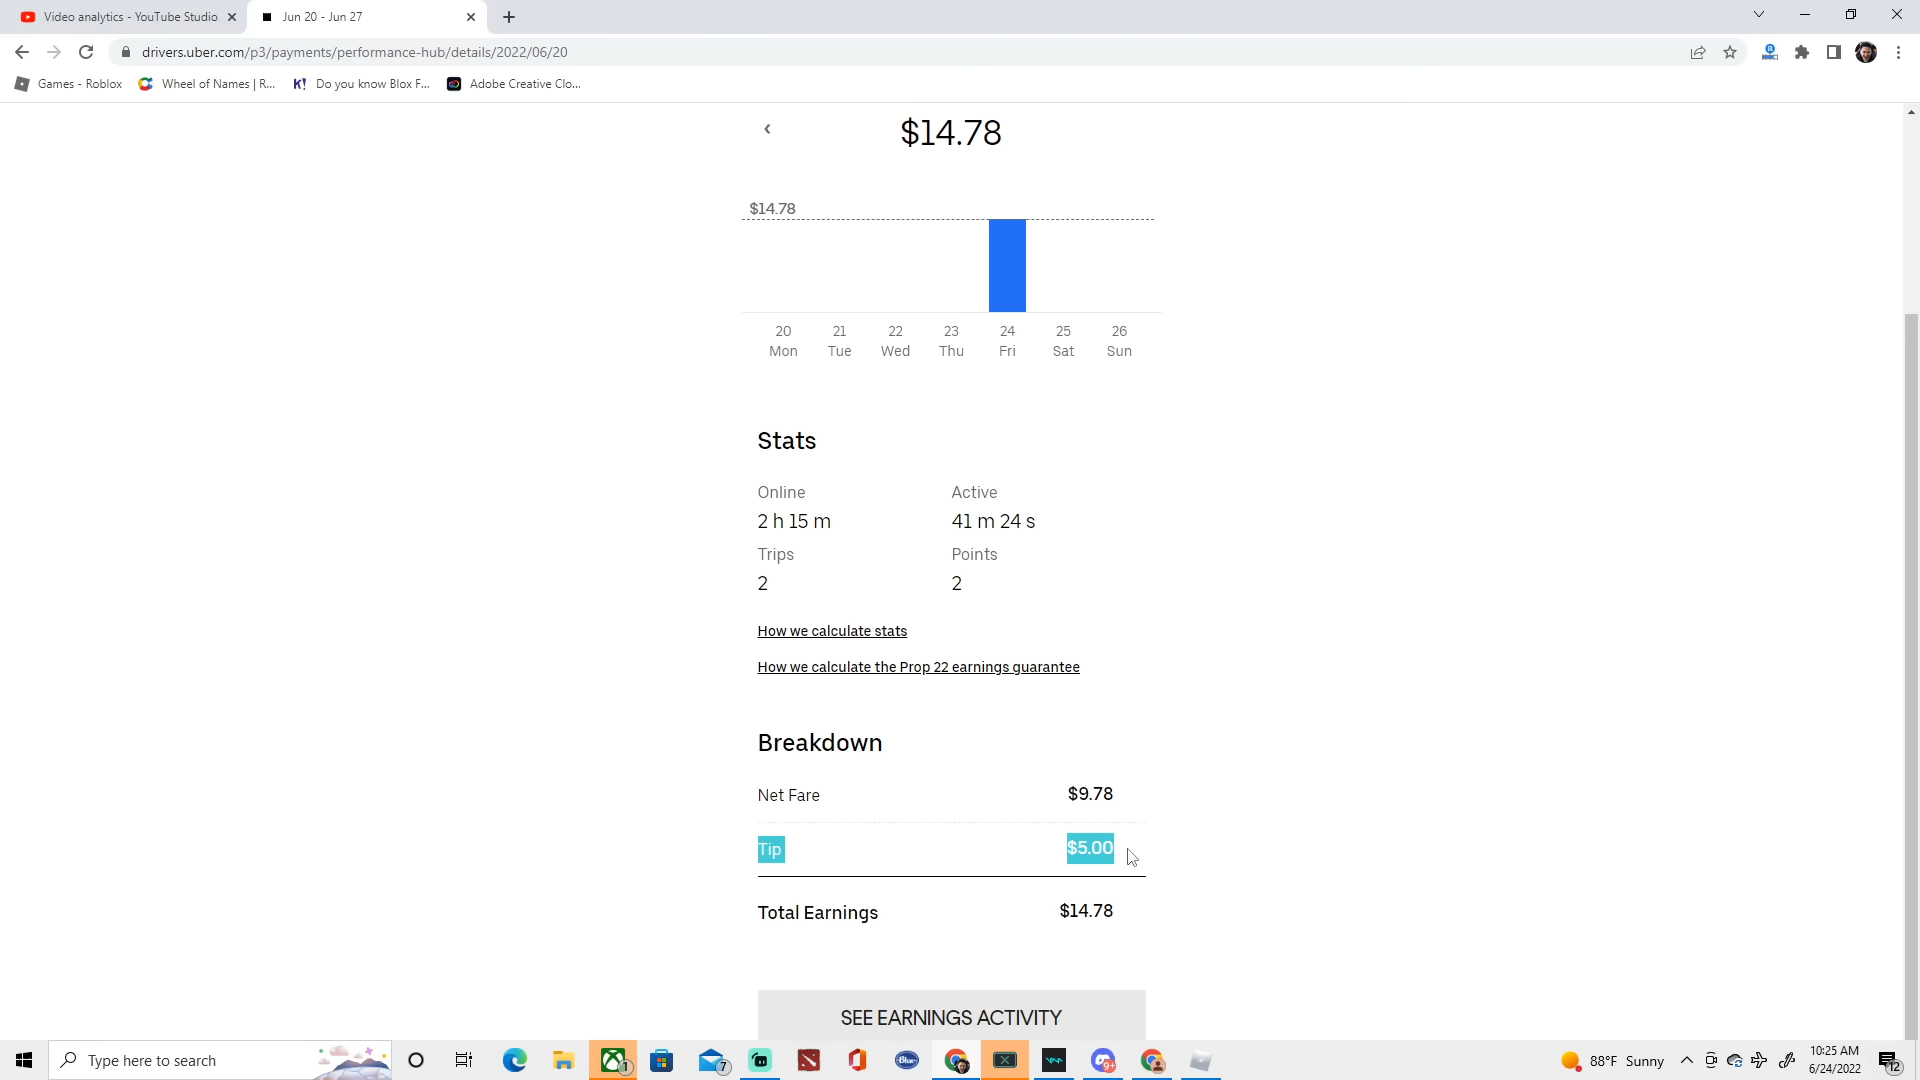 Video analytics - YouTube Studio
Jun 20 - Jun 27
drivers.uber.com/p3/payments/performance-hub/details/2022/06/20
Games - Roblox
Wheel of Names | R...
K! Do you know Blox F...
Adobe Creative Clo...
$14.78
$14.78
20 21 22 23 24 25 26
Mon Tue Wed Thu Fri Sat Sun
Stats
Online Active
2 h 15 m 41 m 24 s
Trips Points
2 2
How we calculate stats
How we calculate the Prop 22 earnings guarantee
Breakdown
Net Fare $9.78
Tip $5.00
Total Earnings $14.78
SEE EARNINGS ACTIVITY
Type here to search
1
7
Blue
9+
88°F Sunny
10:25 AM
6/24/2022
12